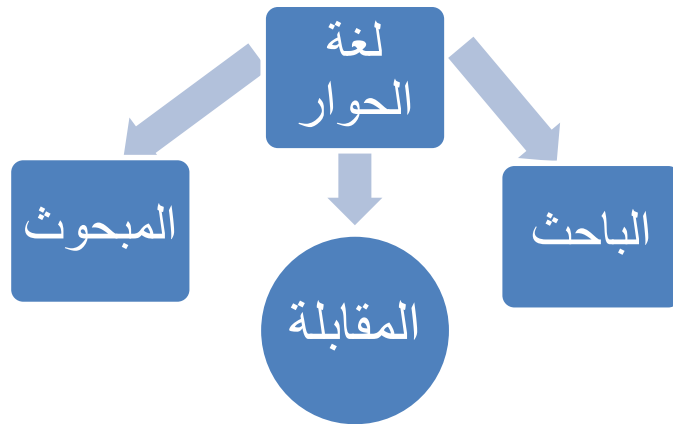 لغة
الحوار
الباحث
المبحوث
المقابلة